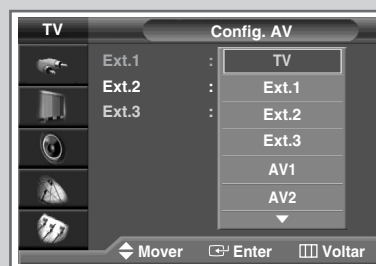 TV Config. AV
Ext.1 : TV
Ext.2 : Ext.1
Ext.3 : Ext.2
Ext.3
AV1
AV2
Mover Enter Voltar